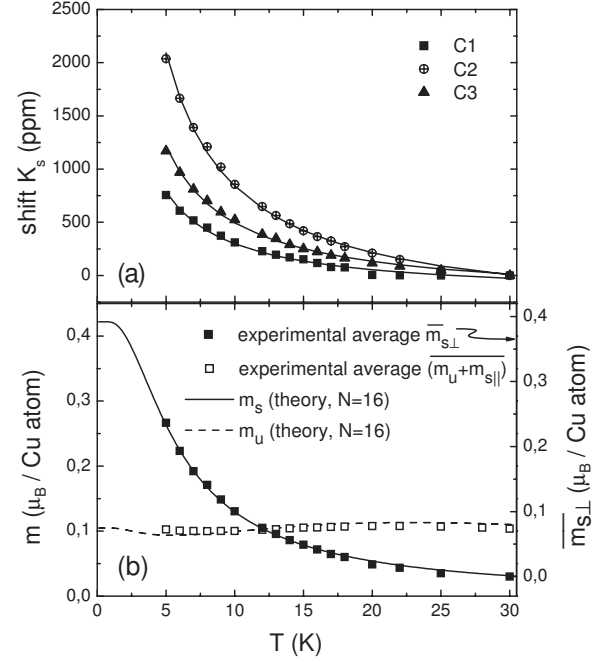 2500
2000
1500
1000
500
0
shift K_s (ppm)
C1
C2
C3
(a)
0,4
0,3
0,2
0,1
0,0
m (μ_B / Cu atom)
experimental average m̅_s⊥
experimental average (m_u+m_s||)
m_s (theory, N=16)
m_u (theory, N=16)
(b)
0,4
0,3
0,2
0,1
0,0
m_S⊥ (μ_B / Cu atom)
0 5 10 15 20 25 30
T (K)